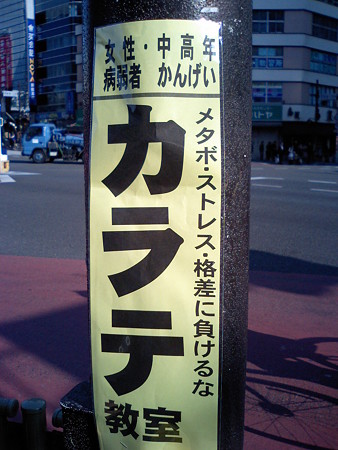 女性・中高年
病弱者 かんげい
メタボ・ストレス・格差に負けるな
カラテ
教室